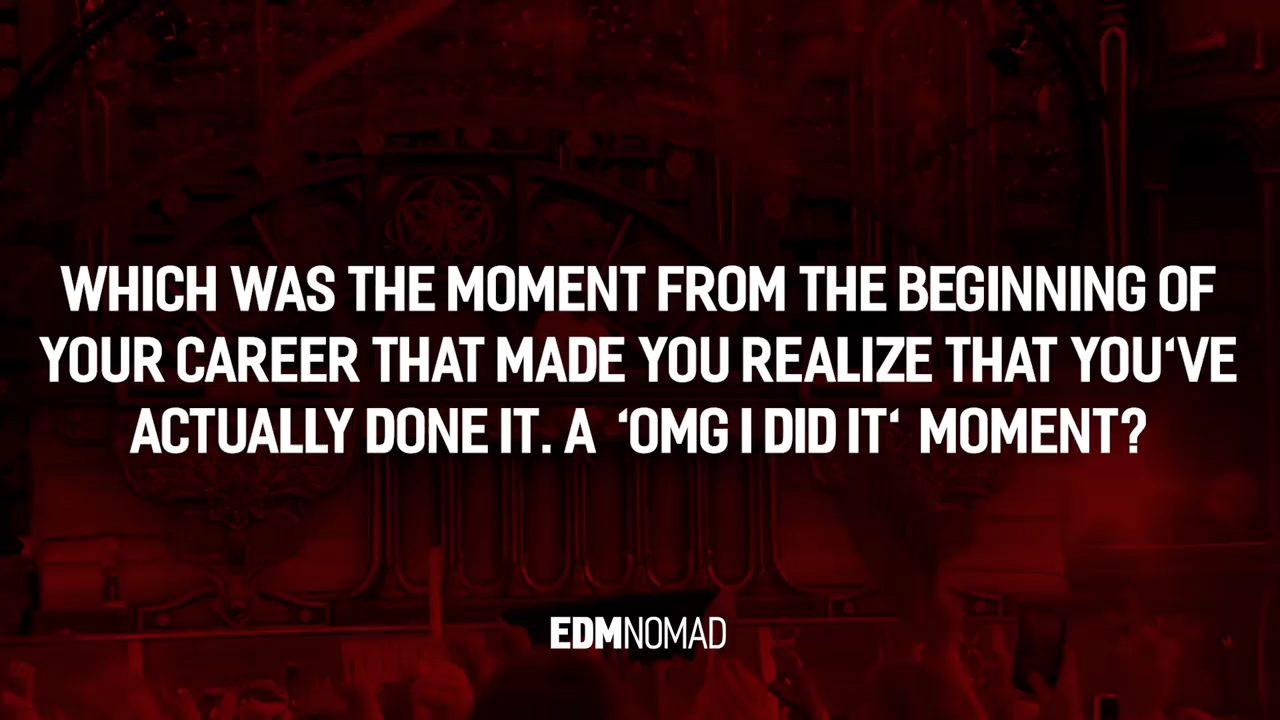 WHICH WAS THE MOMENT FROM THE BEGINNING OF
YOUR CAREER THAT MADE YOU REALIZE THAT YOU‘VE
ACTUALLY DONE IT. A ‘OMG I DID IT‘ MOMENT?
EDMNOMAD